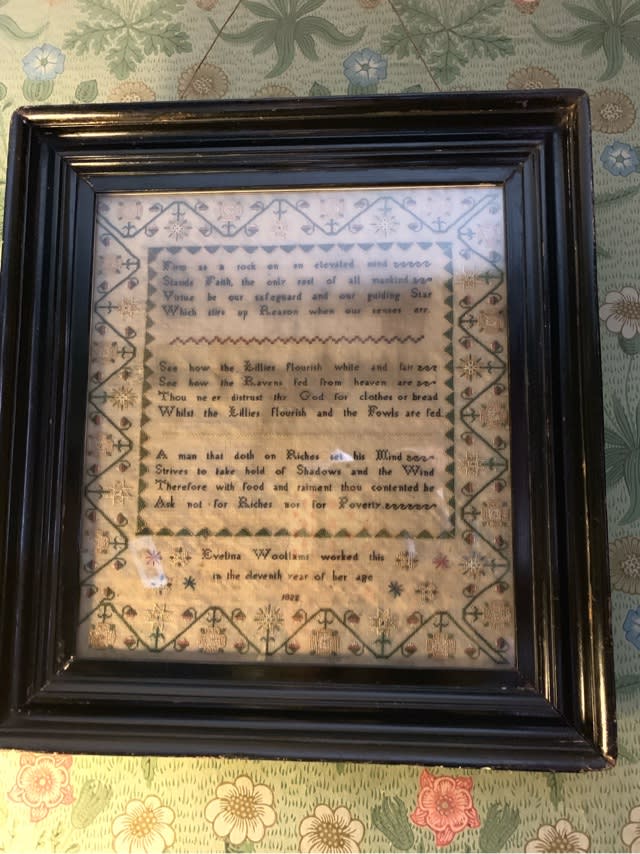 Firm as a rock on an elevated mind
Stands Faith, the only rest of all mankind
Virtue be our safeguard and our guiding Star
Which stirs up Reason when our senses err.
See how the Lillies flourish white and fair
See how the Ravens fed from heaven are
Thou neer distrust thy God for clothes or bread
Whilst the Lillies flourish and the Fowls are fed.
A man that doth on Riches set his Mind
Strives to take hold of Shadows and the Wind
Therefore with food and raiment thou contented be
Ask not for Riches nor for Poverty
Evelina Woollams worked this
in the eleventh year of her age